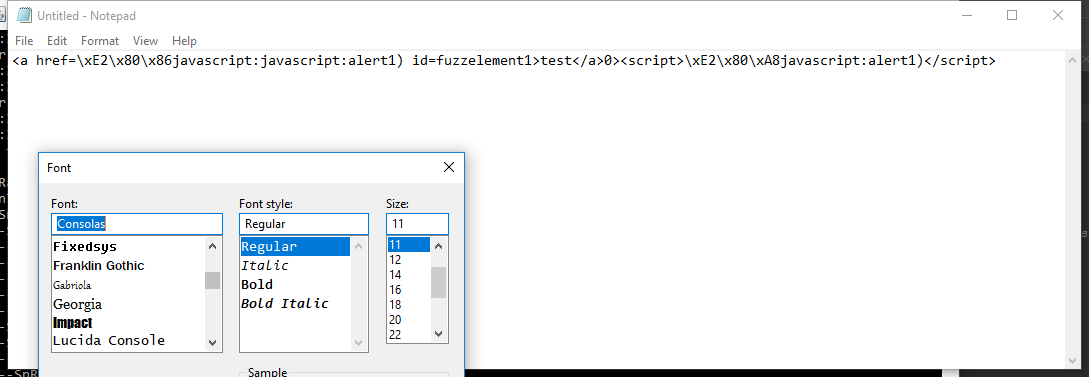 Untitled - Notepad
File Edit Format View Help
<a href=\xE2\x80\x86javascript:javascript:alert1) id=fuzzelement1>test</a>0><script>\xE2\x80\xA8javascript:alert1)</script>
Font
Font: Font style: Size:
Consolas Regular 11
Fixedsys Regular 11
Franklin Gothic Italic 12
Gabriola Bold 14
Georgia Bold Italic 16
Impact 18
Lucida Console 20
22
Sample